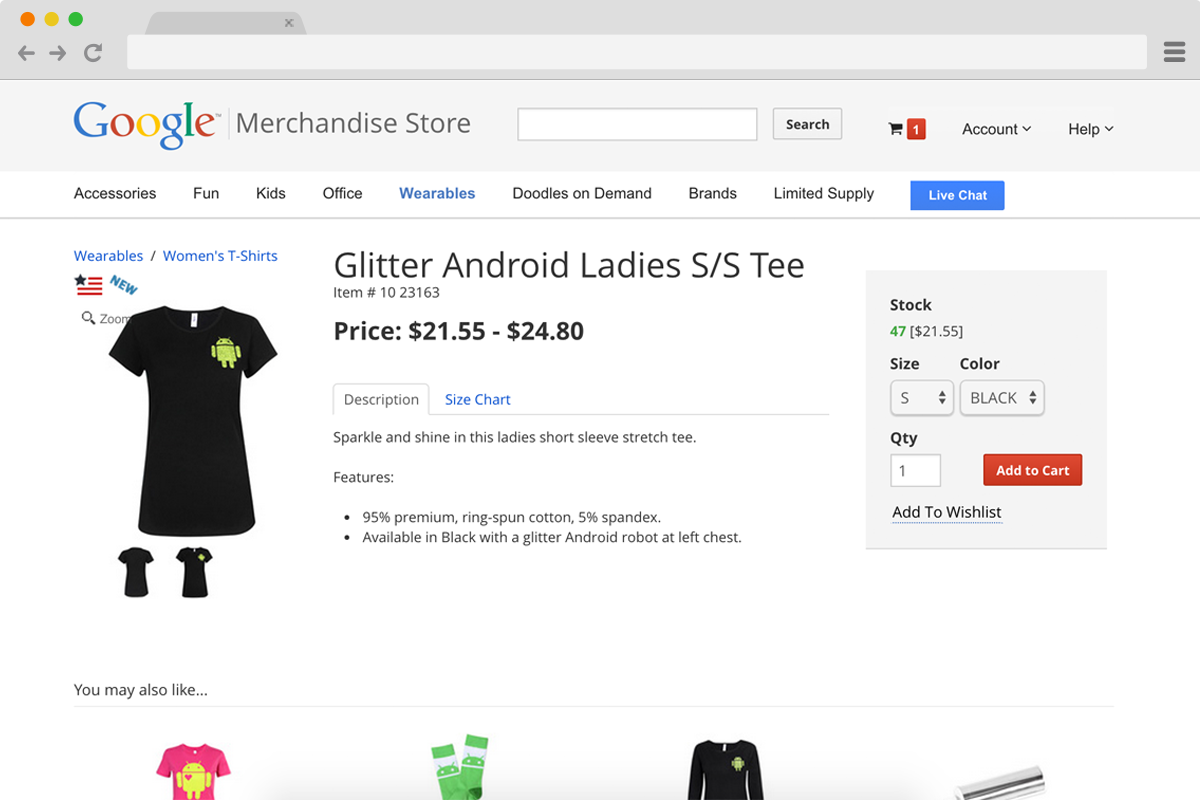 Google™ Merchandise Store
Search
1
Account
Help
Accessories
Fun
Kids
Office
Wearables
Doodles on Demand
Brands
Limited Supply
Live Chat
Wearables / Women's T-Shirts
NEW
Zoom
Glitter Android Ladies S/S Tee
Item # 10 23163
Price: $21.55 - $24.80
Description
Size Chart
Sparkle and shine in this ladies short sleeve stretch tee.
Features:
• 95% premium, ring-spun cotton, 5% spandex.
• Available in Black with a glitter Android robot at left chest.
Stock
47 [$21.55]
Size
Color
S
BLACK
Qty
1
Add to Cart
Add To Wishlist
You may also like...